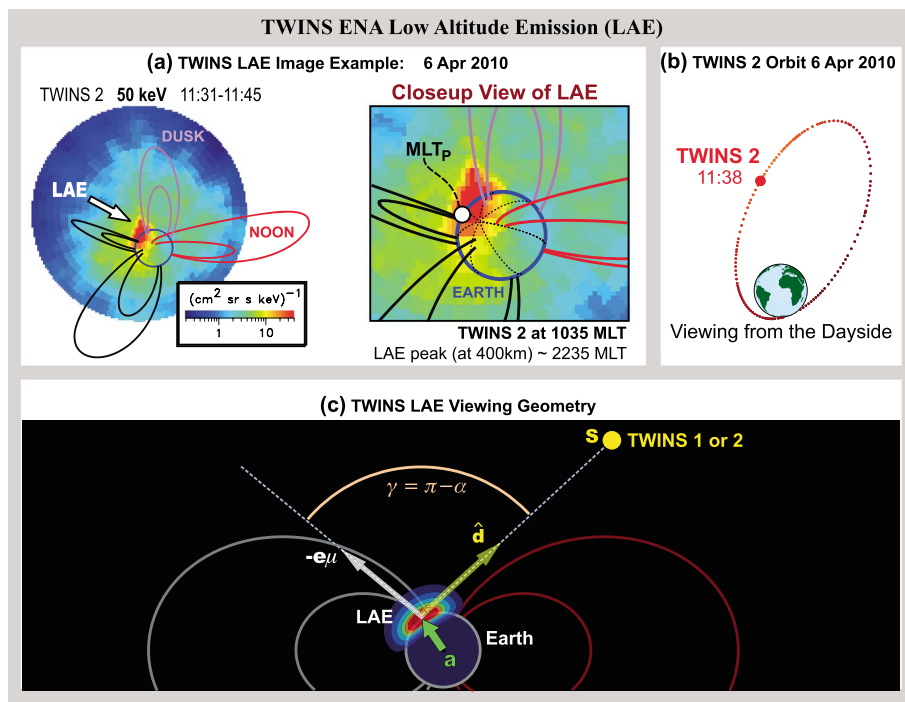 TWINS ENA Low Altitude Emission (LAE)
(a) TWINS LAE Image Example: 6 Apr 2010
TWINS 2 50 keV 11:31-11:45
DUSK
LAE
NOON
(cm² sr s keV)⁻¹
1 10
Closeup View of LAE
MLTP
EARTH
TWINS 2 at 1035 MLT
LAE peak (at 400km) ~ 2235 MLT
(b) TWINS 2 Orbit 6 Apr 2010
TWINS 2
11:38
Viewing from the Dayside
(c) TWINS LAE Viewing Geometry
S TWINS 1 or 2
γ = π−α
d̂
-eμ
LAE
Earth
a